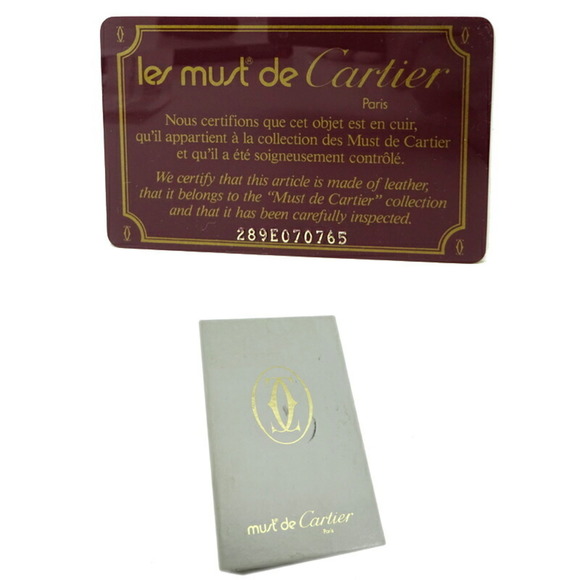 les must de Cartier
Paris
Nous certifions que cet objet est en cuir,
qu'il appartient à la collection des Must de Cartier
et qu'il a été soigneusement contrôlé.
We certify that this article is made of leather,
that it belongs to the "Must de Cartier" collection
and that it has been carefully inspected.
289E070765
must de Cartier
Paris